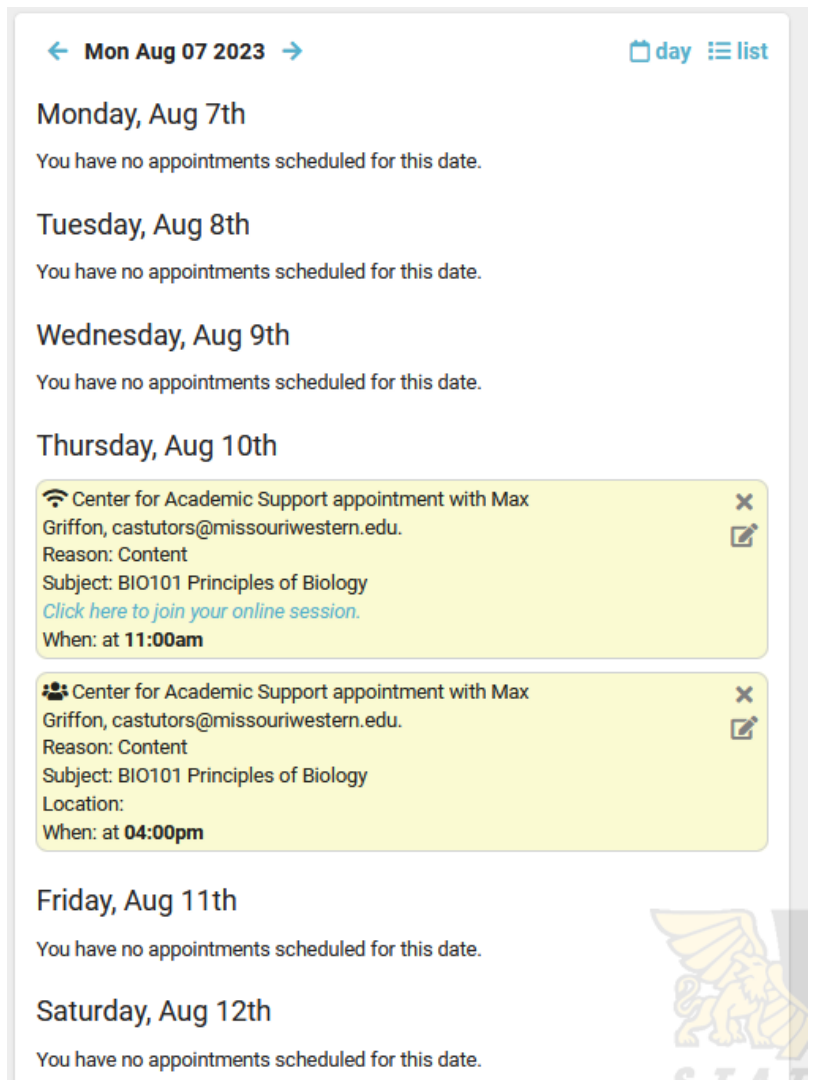 Mon Aug 07 2023
day
list
Monday, Aug 7th
You have no appointments scheduled for this date.
Tuesday, Aug 8th
You have no appointments scheduled for this date.
Wednesday, Aug 9th
You have no appointments scheduled for this date.
Thursday, Aug 10th
Center for Academic Support appointment with Max
Griffon, castutors@missouriwestern.edu.
Reason: Content
Subject: BIO101 Principles of Biology
Click here to join your online session.
When: at 11:00am
Center for Academic Support appointment with Max
Griffon, castutors@missouriwestern.edu.
Reason: Content
Subject: BIO101 Principles of Biology
Location:
When: at 04:00pm
Friday, Aug 11th
You have no appointments scheduled for this date.
Saturday, Aug 12th
You have no appointments scheduled for this date.